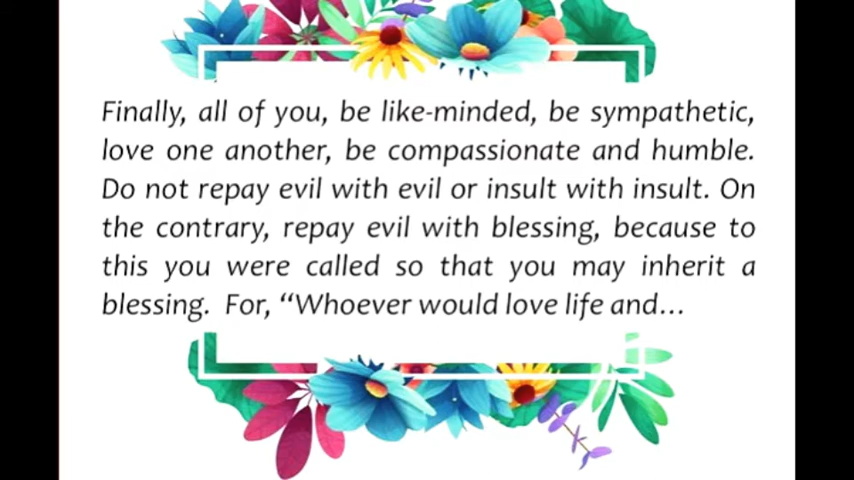 Finally, all of you, be like-minded, be sympathetic,
love one another, be compassionate and humble.
Do not repay evil with evil or insult with insult. On
the contrary, repay evil with blessing, because to
this you were called so that you may inherit a
blessing.  For, “Whoever would love life and…